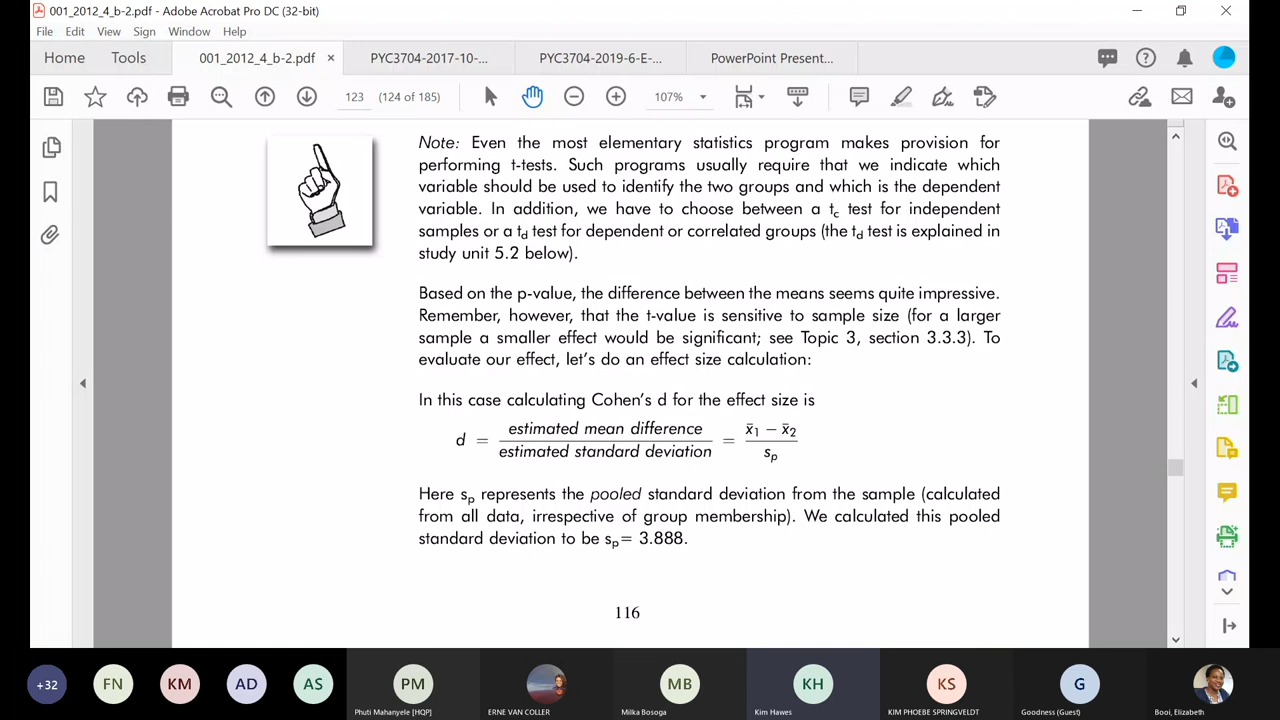 001_2012_4_b-2.pdf - Adobe Acrobat Pro DC (32-bit)
File Edit View Sign Window Help
Home Tools 001_2012_4_b-2.pdf × PYC3704-2017-10-... PYC3704-2019-6-E-... PowerPoint Present...
123 (124 of 185) 107%
Note: Even the most elementary statistics program makes provision for
performing t-tests. Such programs usually require that we indicate which
variable should be used to identify the two groups and which is the dependent
variable. In addition, we have to choose between a tc test for independent
samples or a td test for dependent or correlated groups (the td test is explained in
study unit 5.2 below).
Based on the p-value, the difference between the means seems quite impressive.
Remember, however, that the t-value is sensitive to sample size (for a larger
sample a smaller effect would be significant; see Topic 3, section 3.3.3). To
evaluate our effect, let's do an effect size calculation:
In this case calculating Cohen's d for the effect size is
d = estimated mean difference / estimated standard deviation = x̄1 − x̄2 / sp
Here sp represents the pooled standard deviation from the sample (calculated
from all data, irrespective of group membership). We calculated this pooled
standard deviation to be sp= 3.888.
116
+32 FN KM AD AS PM MB KH KS G
Phuti Mahanyele [HQP] ERNE VAN COLLER Milka Bosoga Kim Hawes KIM PHOEBE SPRINGVELDT Goodness (Guest) Booi, Elizabeth